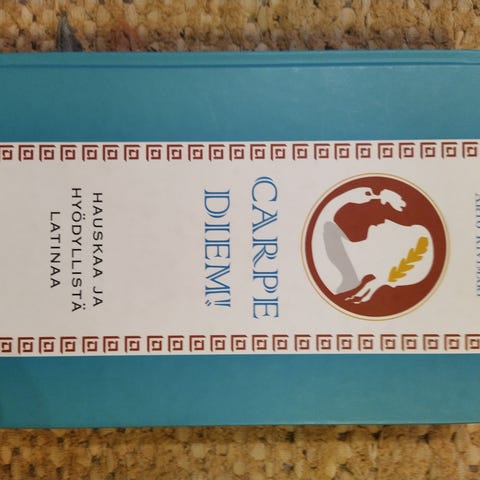 CARPE
DIEM!
HAUSKAA JA
HYÖDYLLISTÄ
LATINAA